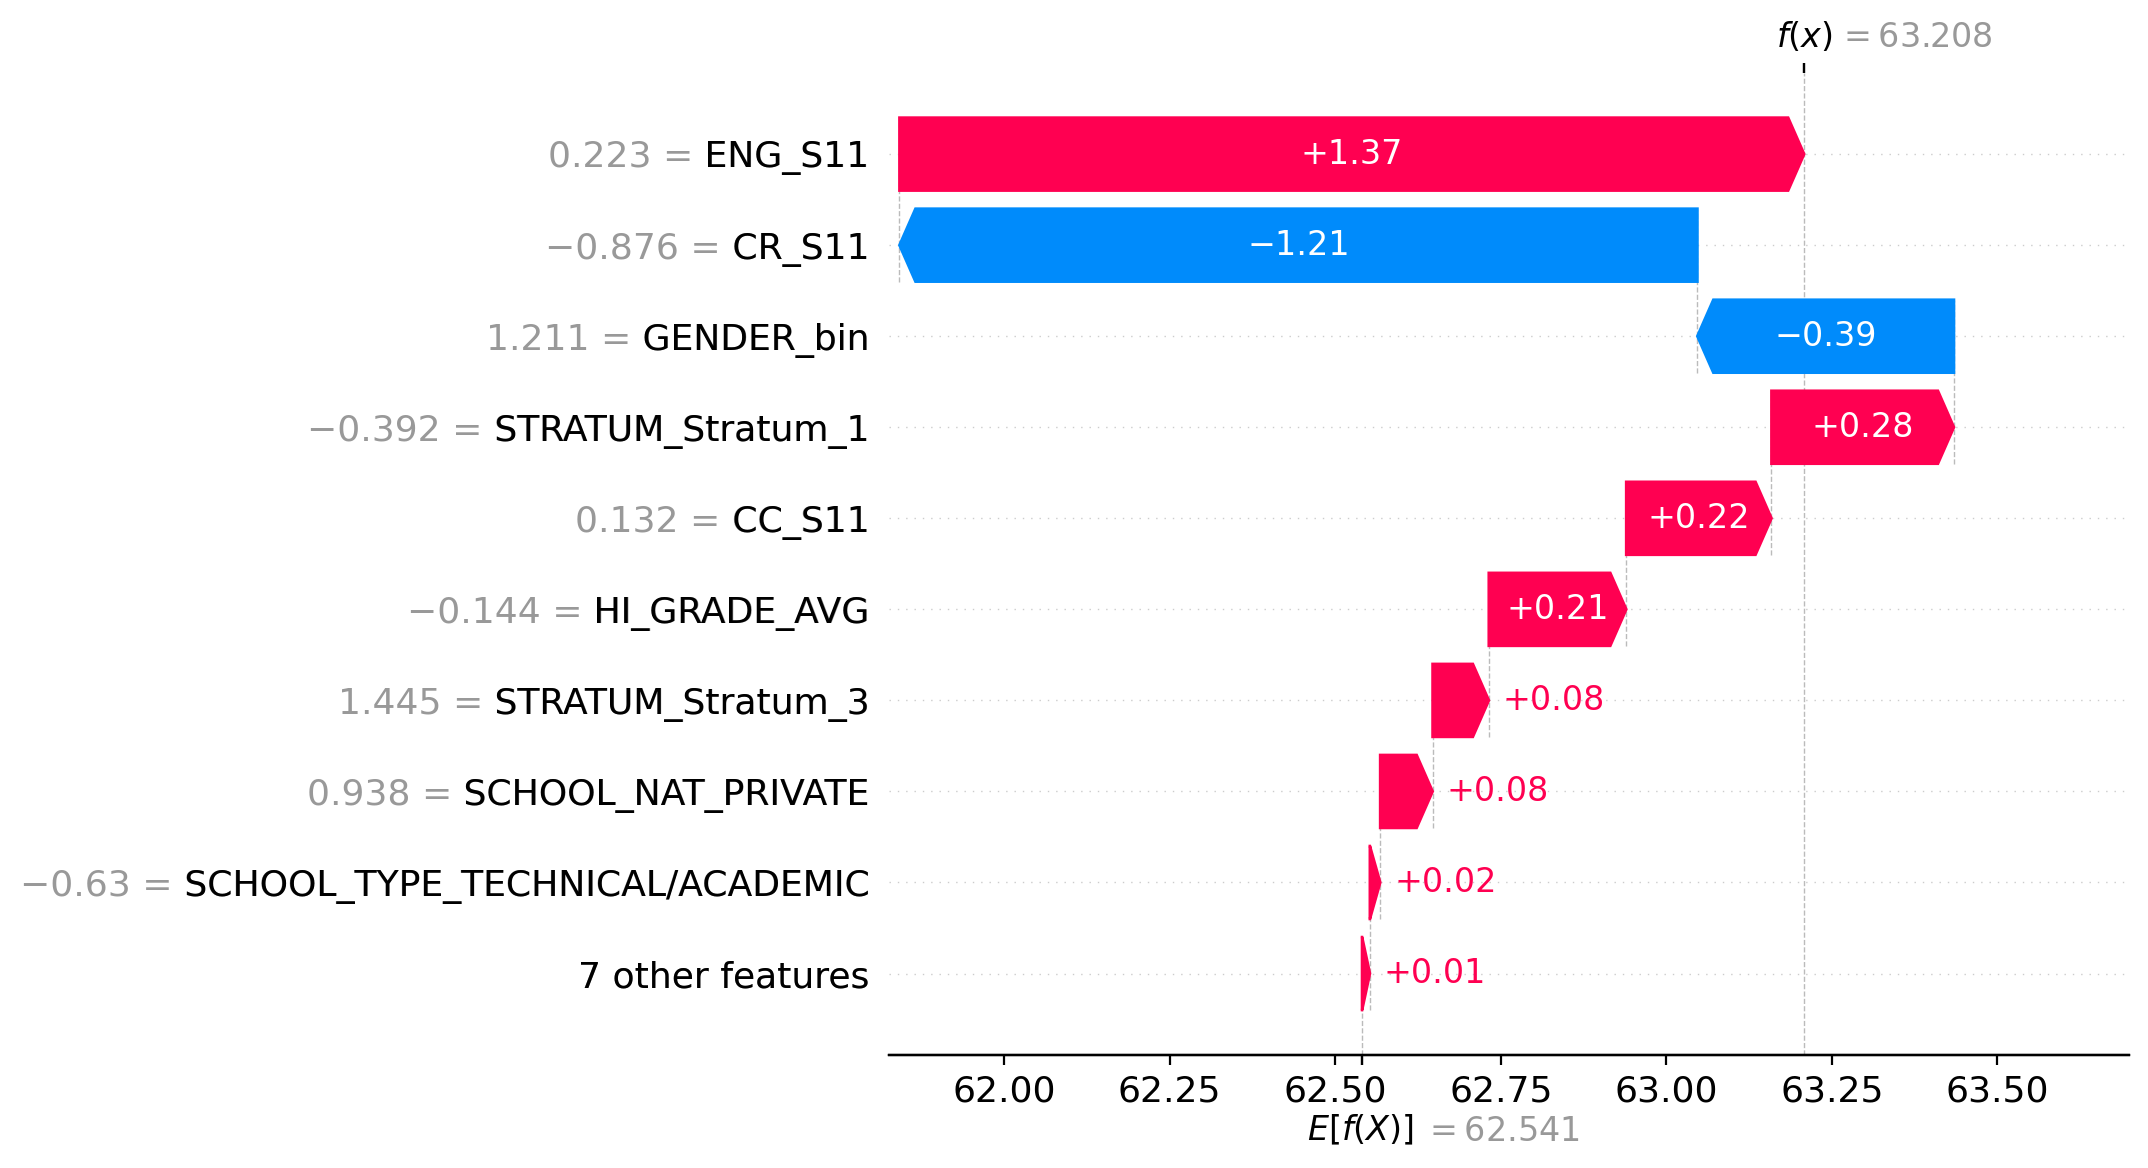 f(x) = 63.208
0.223 = ENG_S11 +1.37
−0.876 = CR_S11 −1.21
1.211 = GENDER_bin −0.39
−0.392 = STRATUM_Stratum_1 +0.28
0.132 = CC_S11 +0.22
−0.144 = HI_GRADE_AVG +0.21
1.445 = STRATUM_Stratum_3 +0.08
0.938 = SCHOOL_NAT_PRIVATE +0.08
−0.63 = SCHOOL_TYPE_TECHNICAL/ACADEMIC +0.02
7 other features +0.01
62.00 62.25 62.50 62.75 63.00 63.25 63.50
E[f(X)] = 62.541